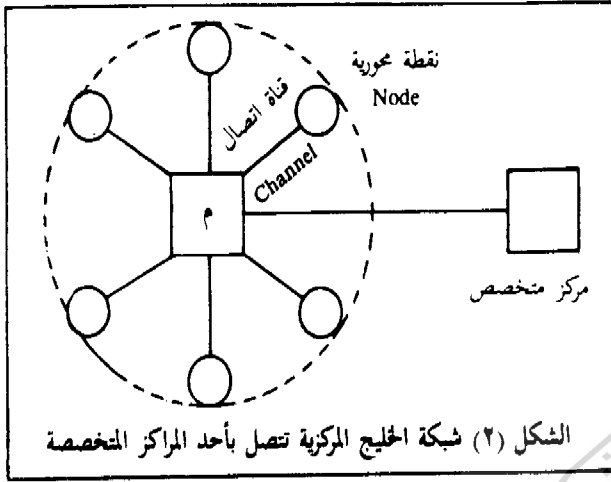 نقطة محورية
Node
قناة اتصال
Channel
م
مركز متخصص
الشكل (٢) شبكة الخليج المركزية تتصل بأحد المراكز المتخصصة